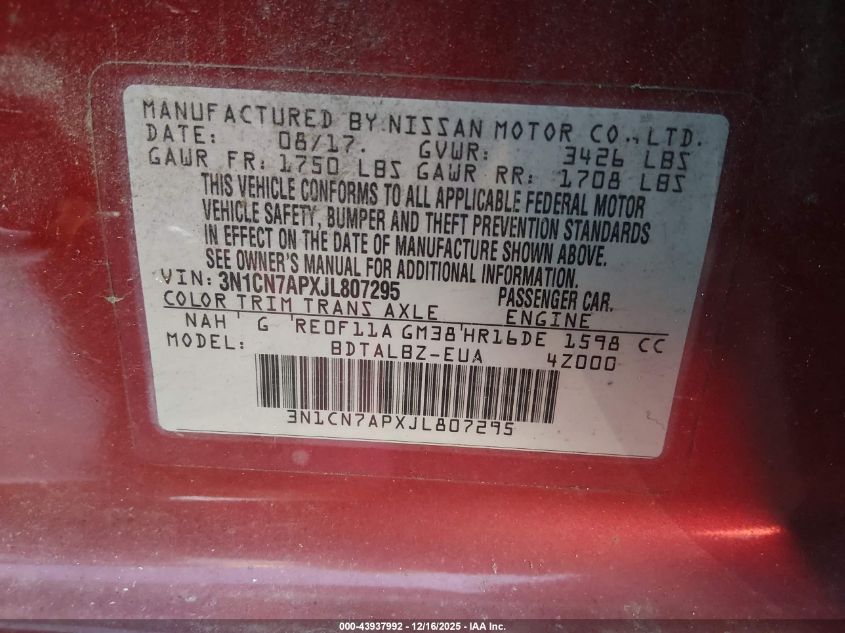 MANUFACTURED BY NISSAN MOTOR CO., LTD.
DATE: 08/17. GVWR: 3426 LBS
GAWR FR: 1750 LBS GAWR RR: 1708 LBS
THIS VEHICLE CONFORMS TO ALL APPLICABLE FEDERAL MOTOR
VEHICLE SAFETY, BUMPER AND THEFT PREVENTION STANDARDS
IN EFFECT ON THE DATE OF MANUFACTURE SHOWN ABOVE.
SEE OWNER'S MANUAL FOR ADDITIONAL INFORMATION.
VIN: 3N1CN7APXJL807295 PASSENGER CAR.
COLOR TRIM TRANS AXLE ENGINE
NAH ' G 'RE0F11A GM38'HR16DE 1598 CC
MODEL: BDTALBZ-EUA 4Z000
3N1CN7APXJL807295
000-43937992 - 12/16/2025 - IAA Inc.